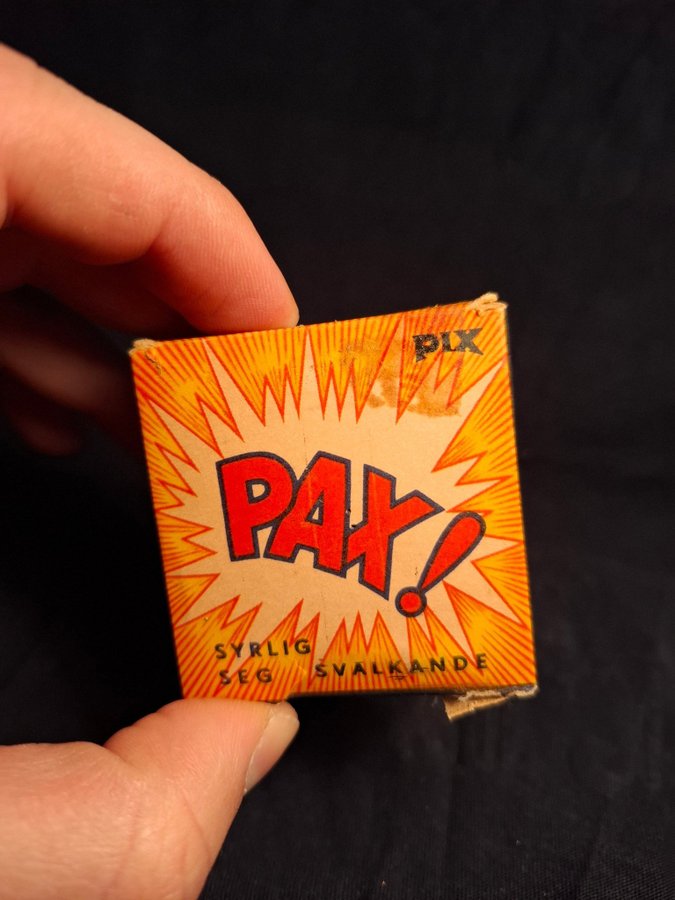 PIX
PAX!
SYRLIG
SEG SVALKANDE